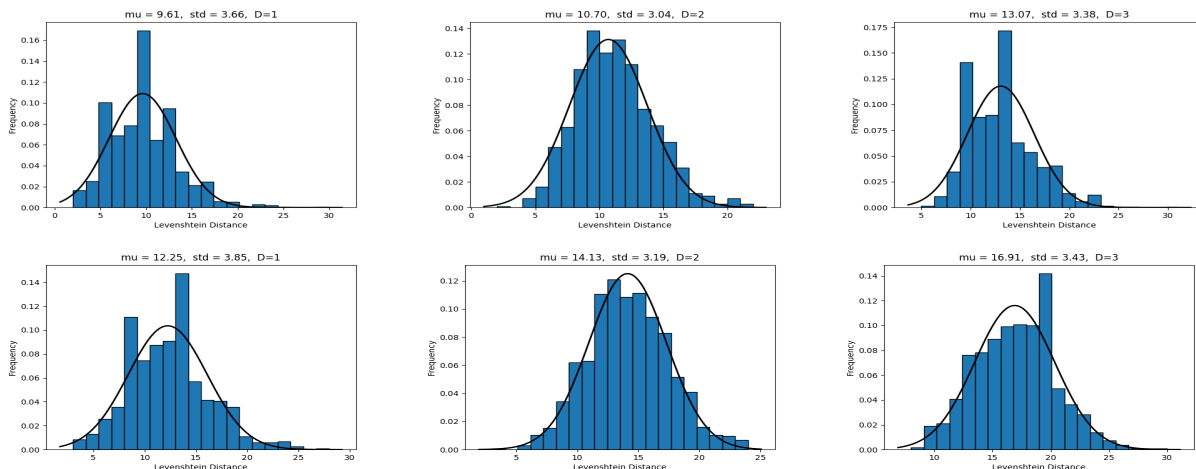 mu = 9.61, std = 3.66, D=1
0.16
0.14
0.12
0.10
0.08
0.06
0.04
0.02
0.00
Frequency
0 5 10 15 20 25 30
Levenshtein Distance
mu = 10.70, std = 3.04, D=2
0.14
0.12
0.10
0.08
0.06
0.04
0.02
0.00
Frequency
0 5 10 15 20
Levenshtein Distance
mu = 13.07, std = 3.38, D=3
0.175
0.150
0.125
0.100
0.075
0.050
0.025
0.000
Frequency
5 10 15 20 25 30
Levenshtein Distance
mu = 12.25, std = 3.85, D=1
0.14
0.12
0.10
0.08
0.06
0.04
0.02
0.00
Frequency
5 10 15 20 25 30
Levenshtein Distance
mu = 14.13, std = 3.19, D=2
0.12
0.10
0.08
0.06
0.04
0.02
0.00
Frequency
5 10 15 20 25
Levenshtein Distance
mu = 16.91, std = 3.43, D=3
0.14
0.12
0.10
0.08
0.06
0.04
0.02
0.00
Frequency
10 15 20 25 30
Levenshtein Distance